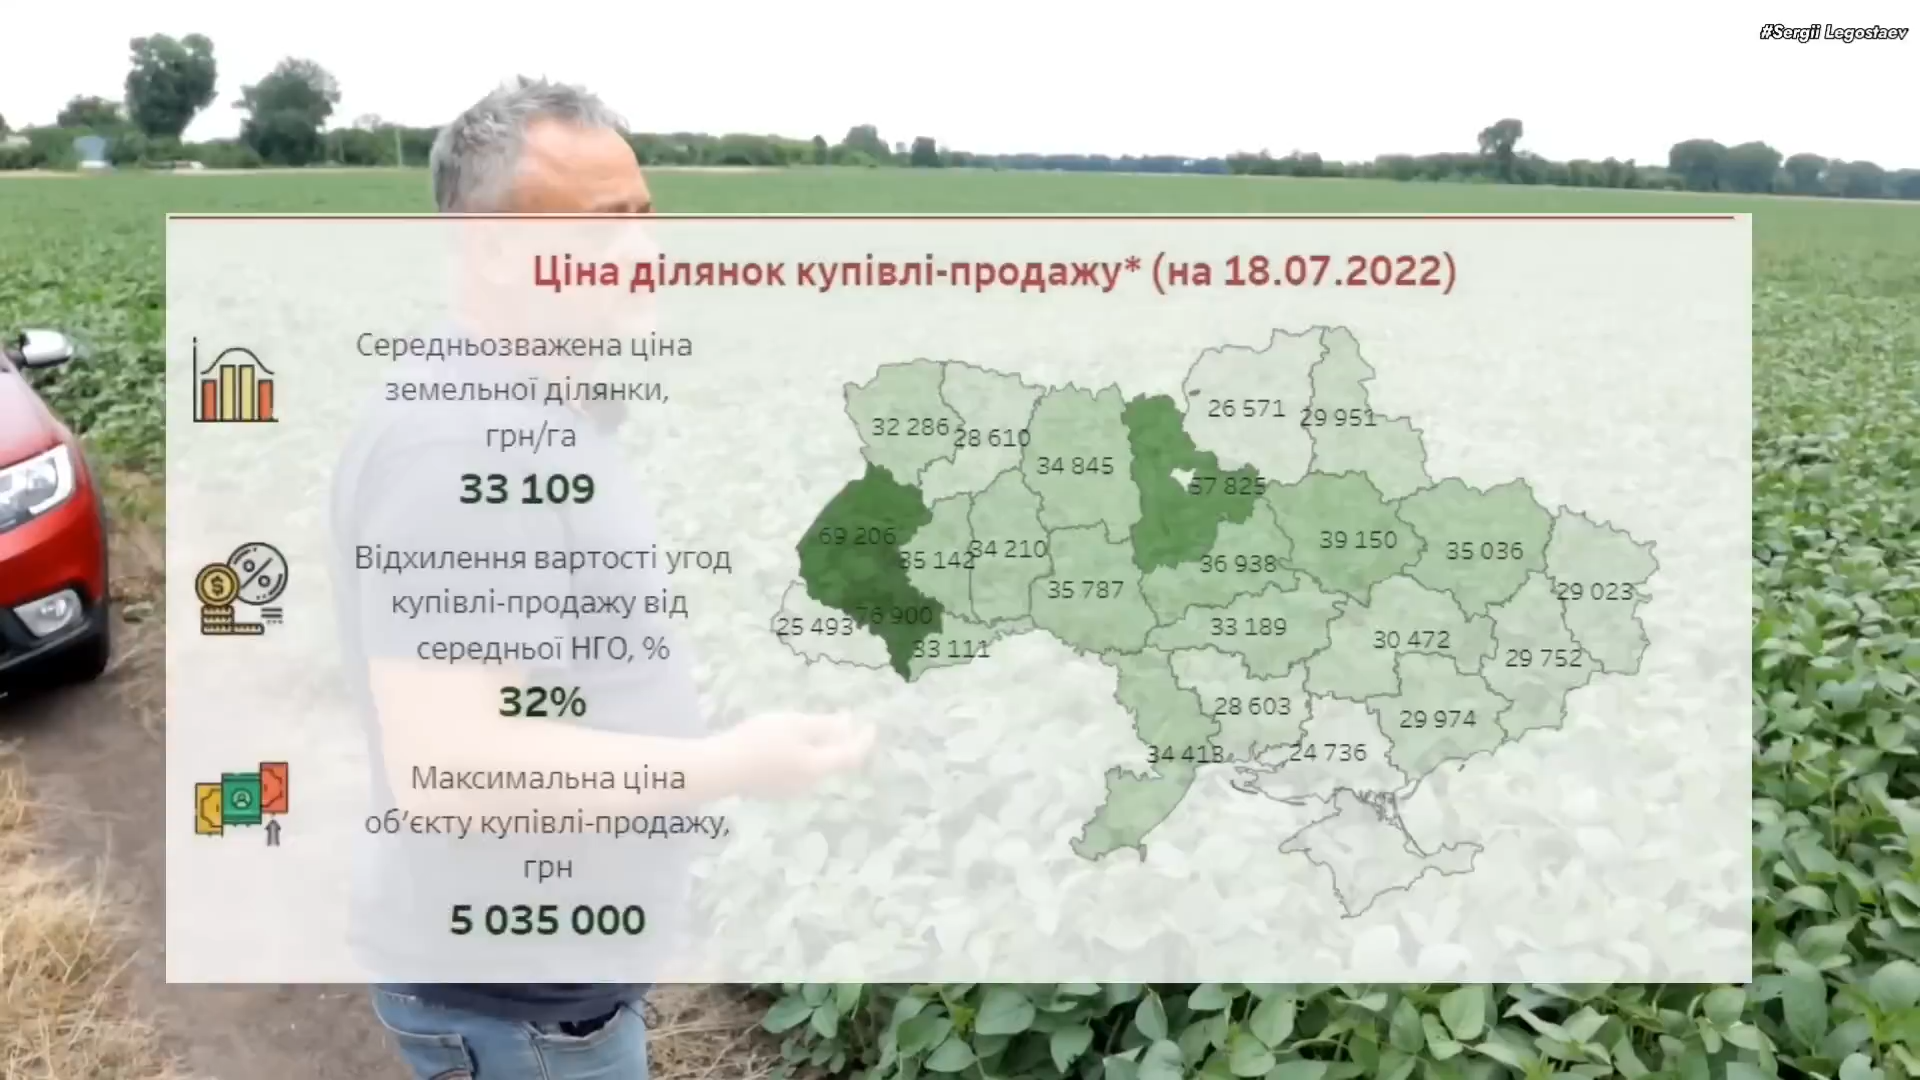 #Sergii Legostaev
Ціна ділянок купівлі-продажу* (на 18.07.2022)
Середньозважена ціна
земельної ділянки,
грн/га
33 109
Відхилення вартості угод
купівлі-продажу від
середньої НГО, %
32%
Максимальна ціна
об’єкту купівлі-продажу,
грн
5 035 000
26 571
29 951
32 286
28 610
34 845
57 825
69 206
35 142
34 210
36 938
39 150
35 036
35 787
29 023
25 493
76 900
33 111
33 189
30 472
29 752
28 603
29 974
34 413
24 736